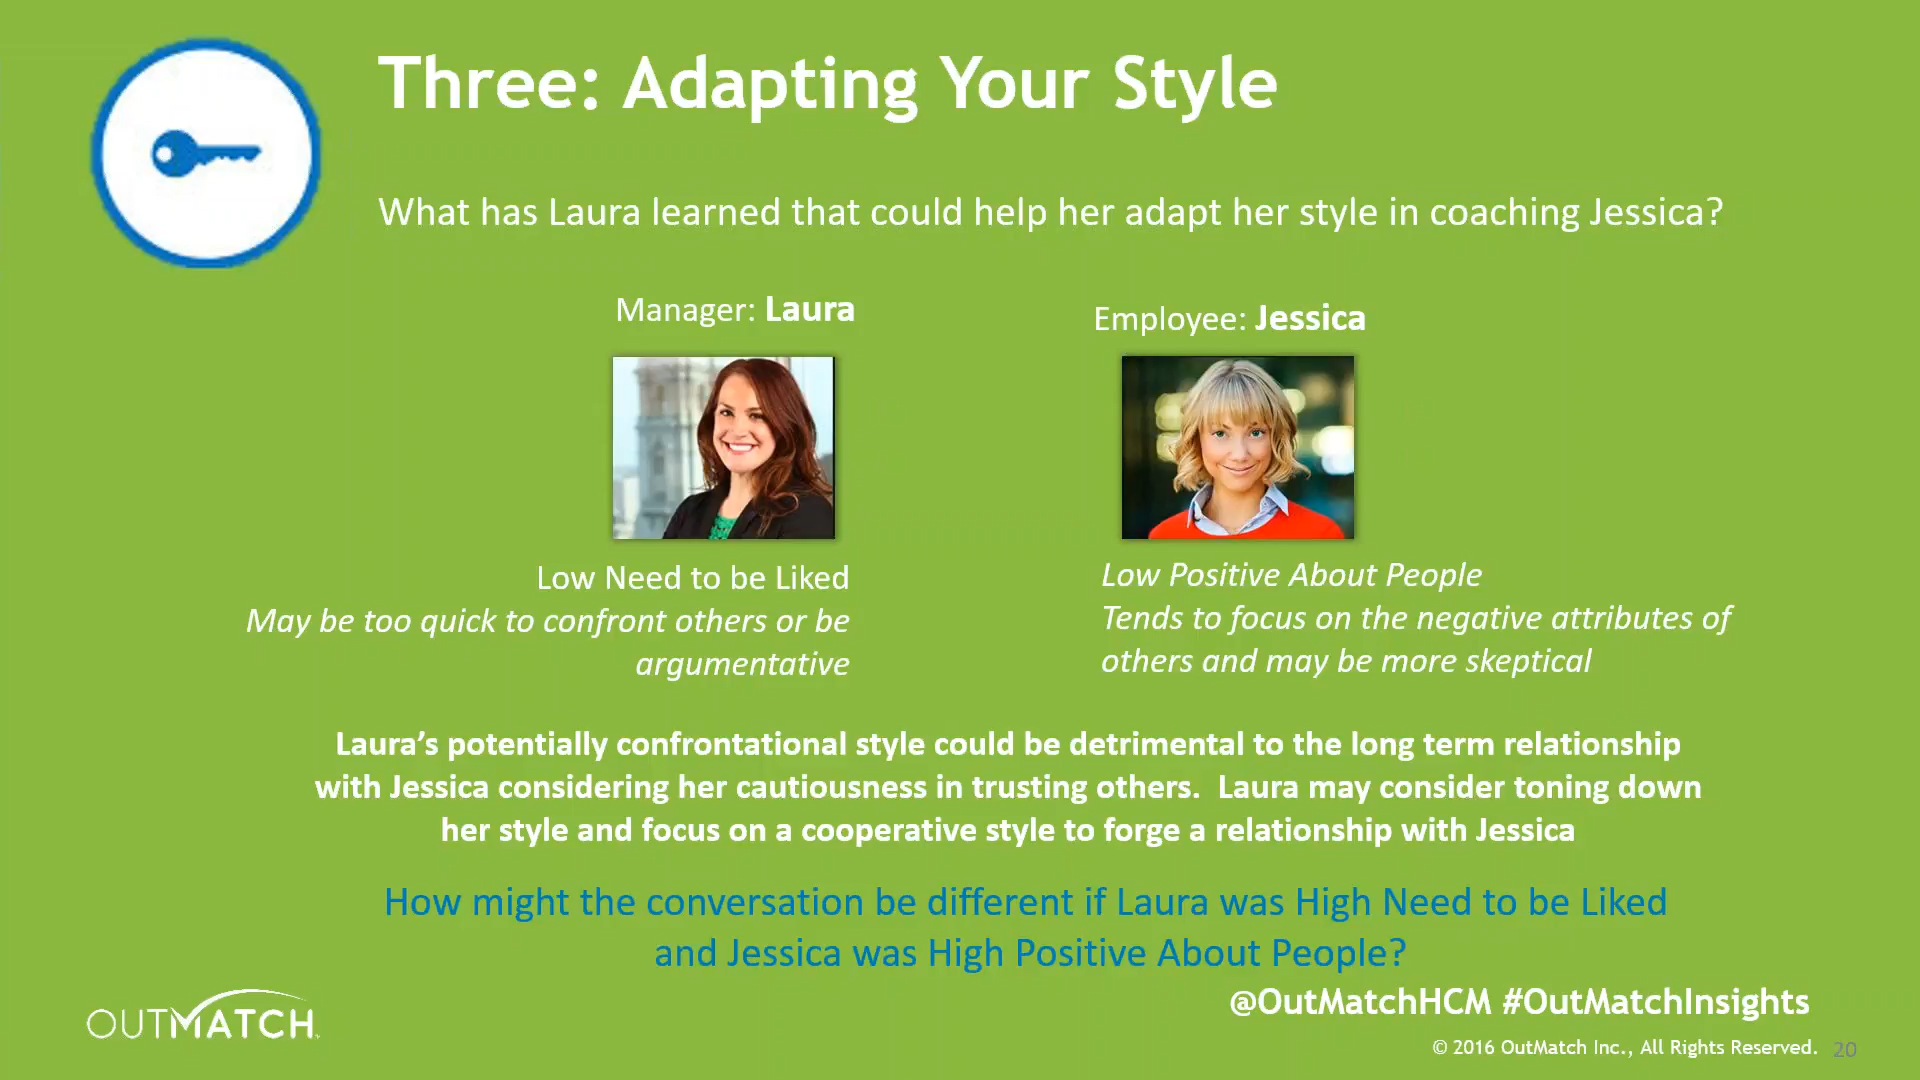 Three: Adapting Your Style
What has Laura learned that could help her adapt her style in coaching Jessica?
Manager: Laura
Low Need to be Liked
May be too quick to confront others or be
argumentative
Employee: Jessica
Low Positive About People
Tends to focus on the negative attributes of
others and may be more skeptical
Laura’s potentially confrontational style could be detrimental to the long term relationship
with Jessica considering her cautiousness in trusting others.  Laura may consider toning down
her style and focus on a cooperative style to forge a relationship with Jessica
How might the conversation be different if Laura was High Need to be Liked
and Jessica was High Positive About People?
@OutMatchHCM #OutMatchInsights
OUTMATCH
© 2016 OutMatch Inc., All Rights Reserved. 20